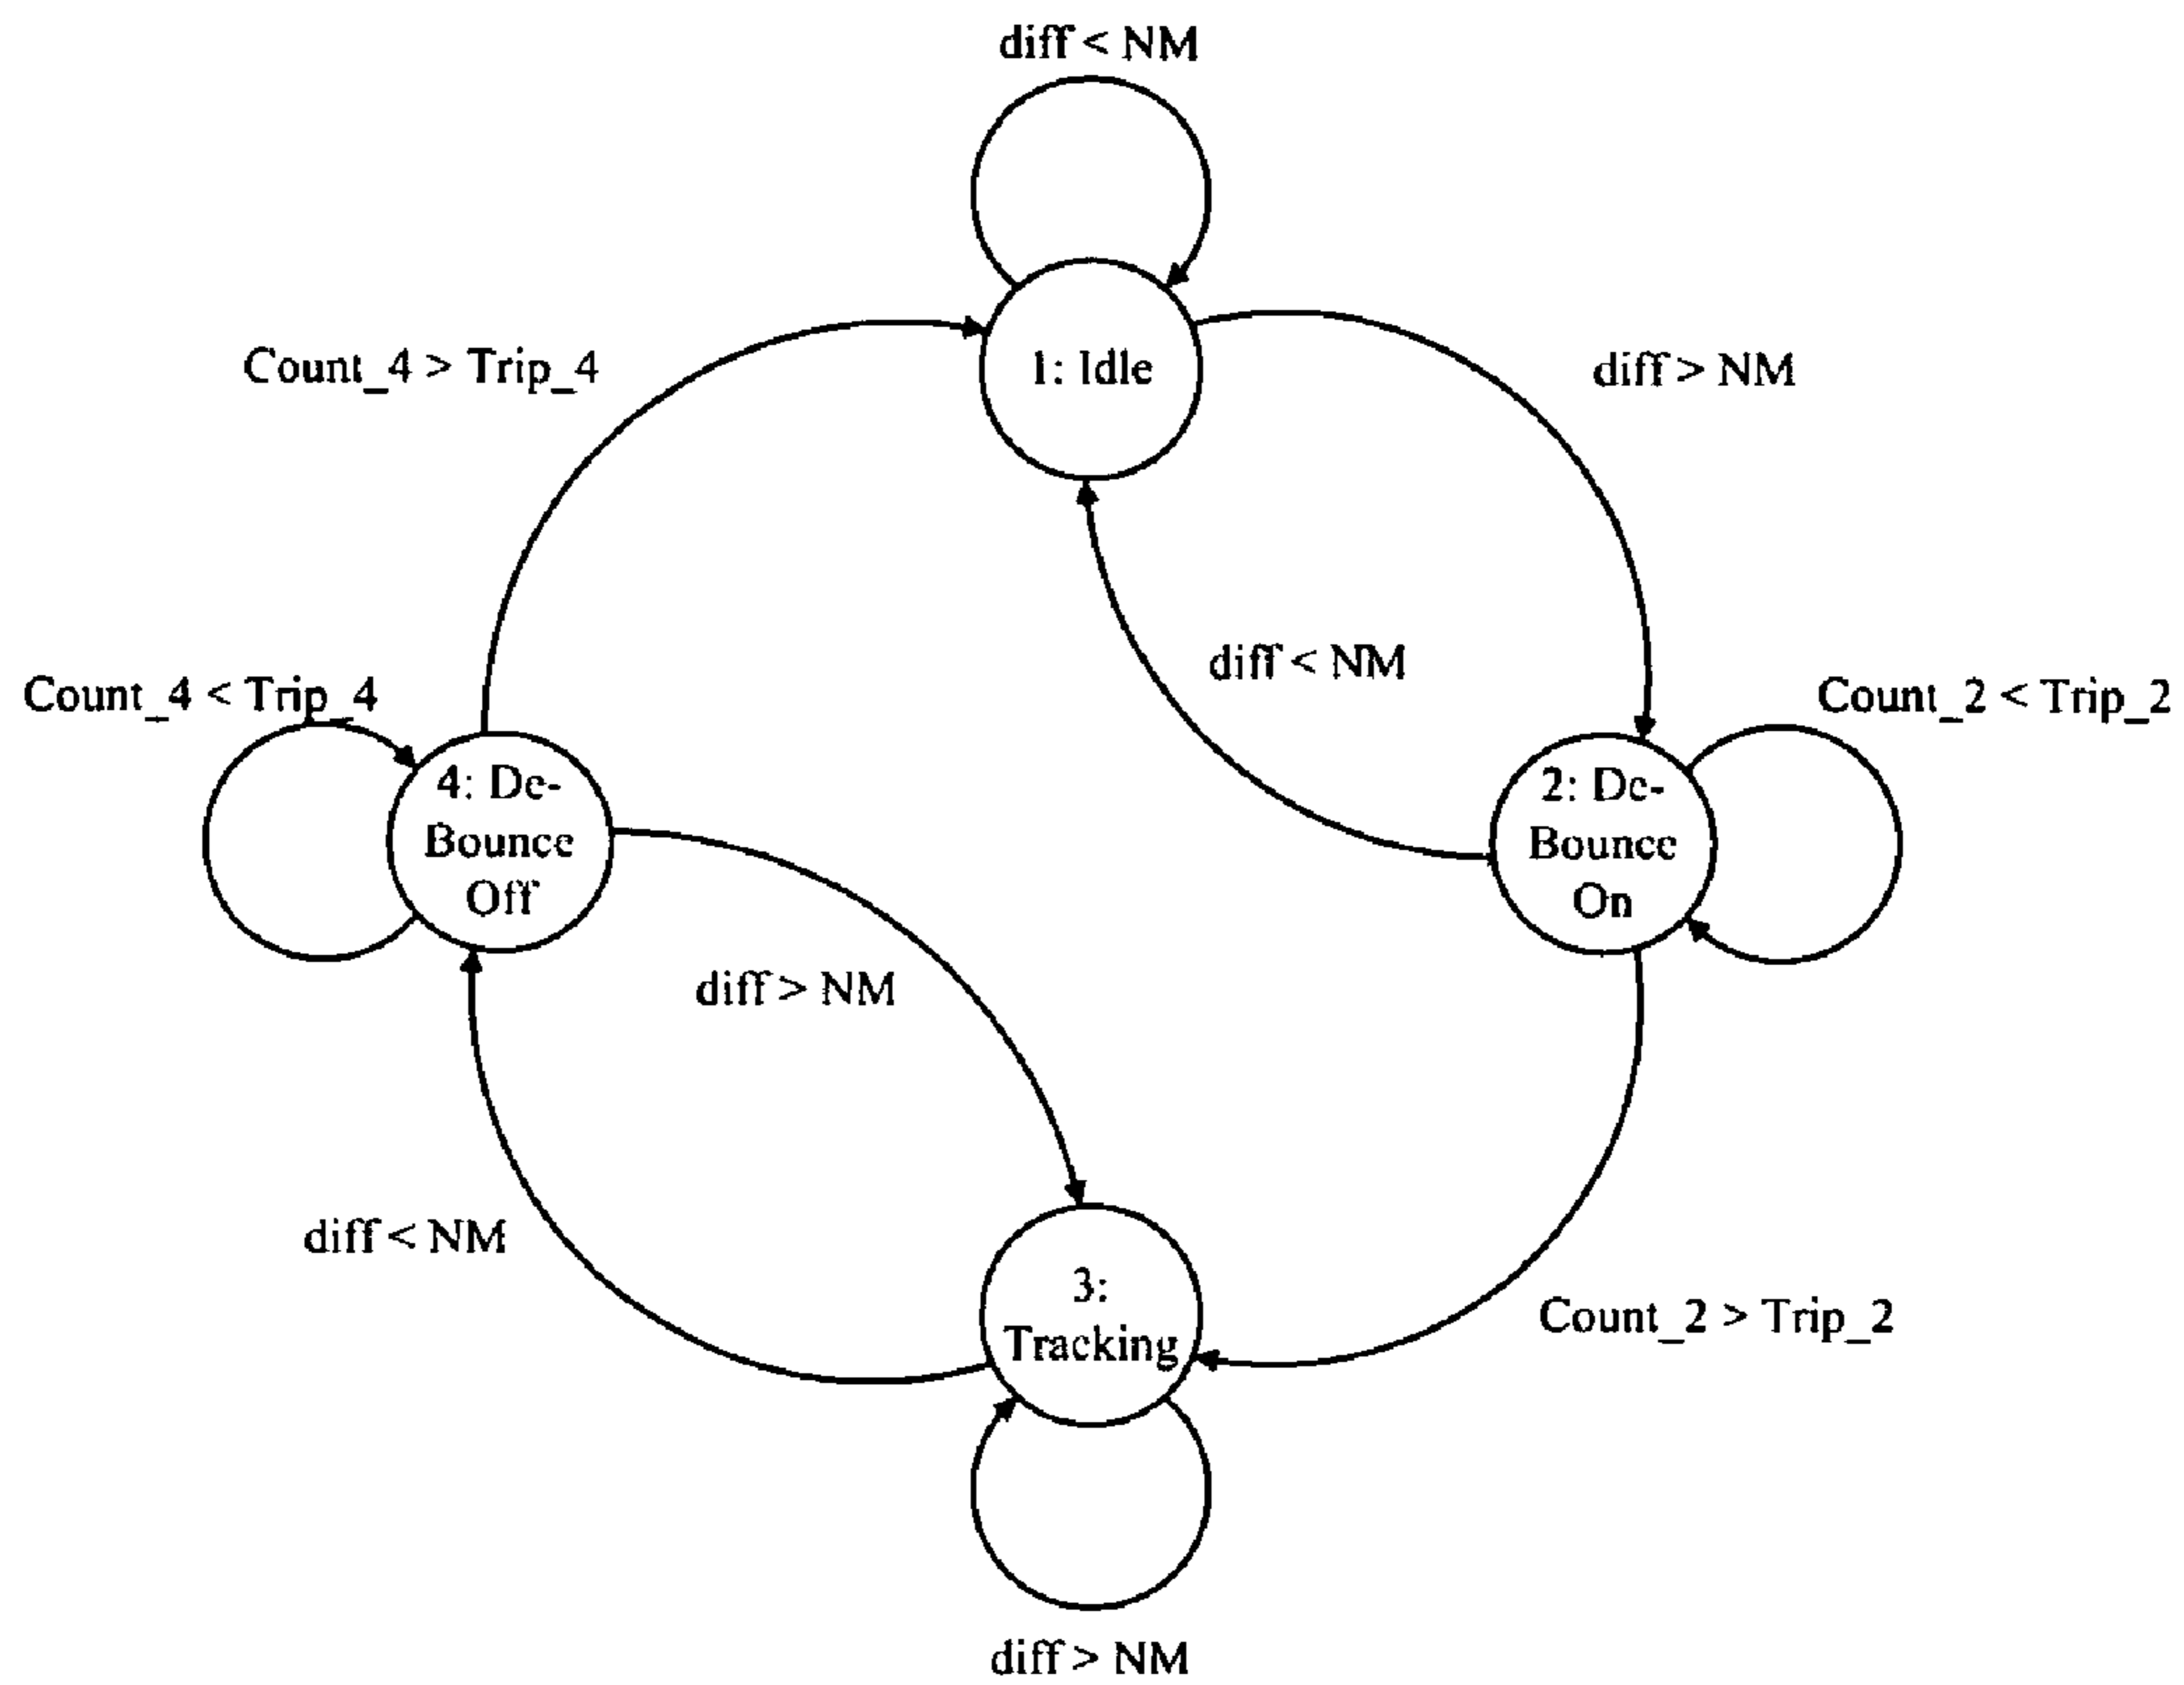 diff < NM
Count_4 > Trip_4
1: Idle
diff > NM
diff < NM
Count_4 < Trip_4
Count_2 < Trip_2
4: De-
Bounce
Off
2: De-
Bounce
On
diff > NM
diff < NM
3:
Tracking
Count_2 > Trip_2
diff > NM